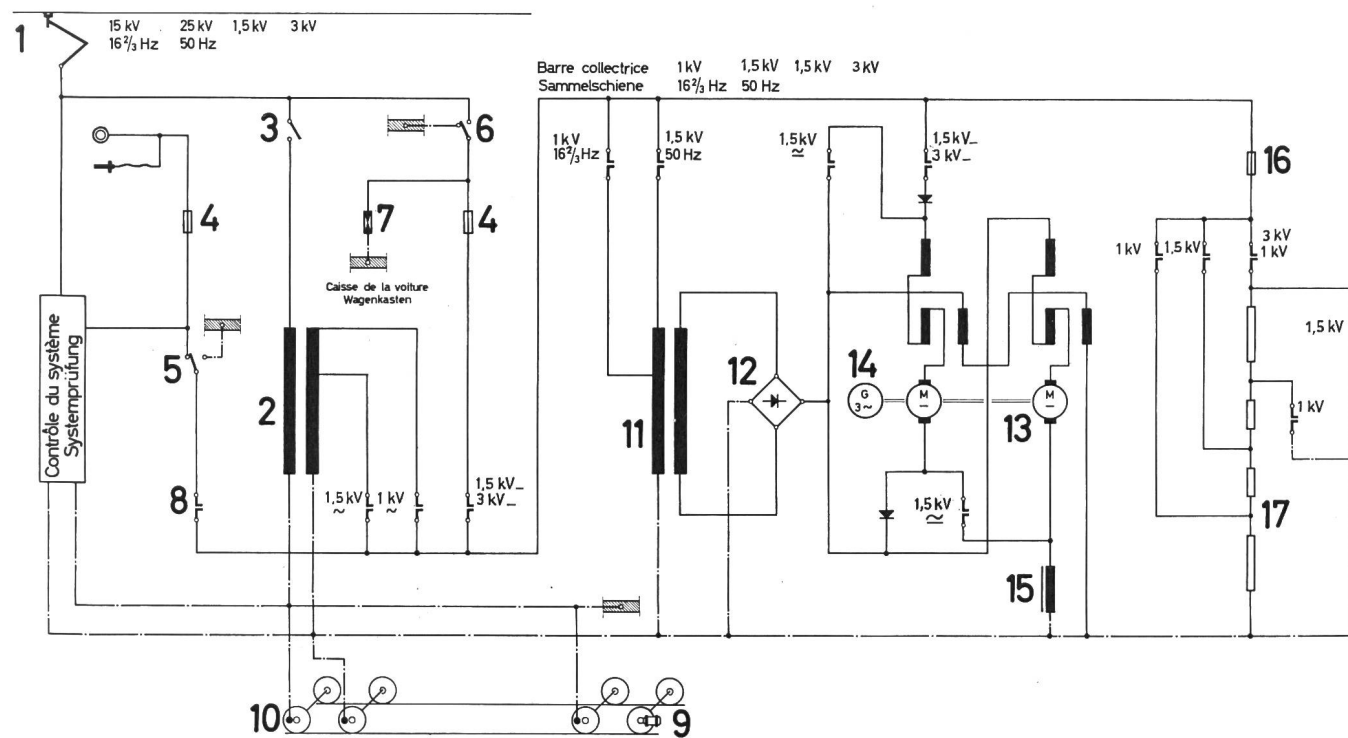 1
15 kV 25 kV 1,5 kV 3 kV
16 2/3 Hz 50 Hz
Barre collectrice 1 kV 1,5 kV 1,5 kV 3 kV
Sammelschiene 16 2/3 Hz 50 Hz
3
6
1 kV
16 2/3 Hz
1,5 kV
50 Hz
1,5 kV
≂
1,5 kV_
3 kV_
16
4
7
4
Caisse de la voiture
Wagenkasten
1 kV
1,5 kV
3 kV
1 kV
1,5 kV
Contrôle du système
Systemprüfung
5
2
11
12
14
G
3~
M
_
M
_
13
1 kV
8
1,5 kV
~
1 kV
~
1,5 kV_
3 kV_
1,5 kV
≂
17
15
10
9